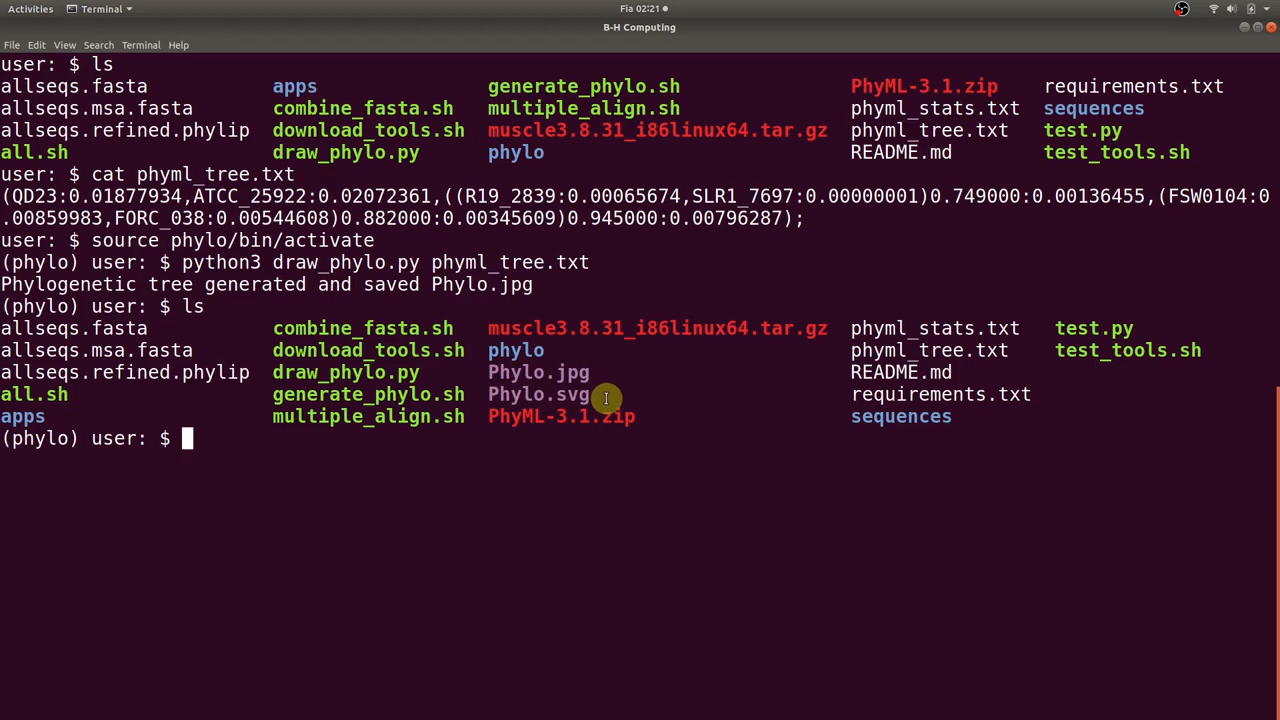 Activities Terminal Fia 02:21
B-H Computing
File Edit View Search Terminal Help
user: $ ls
allseqs.fasta apps generate_phylo.sh PhyML-3.1.zip requirements.txt
allseqs.msa.fasta combine_fasta.sh multiple_align.sh phyml_stats.txt sequences
allseqs.refined.phylip download_tools.sh muscle3.8.31_i86linux64.tar.gz phyml_tree.txt test.py
all.sh draw_phylo.py phylo README.md test_tools.sh
user: $ cat phyml_tree.txt
(QD23:0.01877934,ATCC_25922:0.02072361,((R19_2839:0.00065674,SLR1_7697:0.00000001)0.749000:0.00136455,(FSW0104:0
.00859983,FORC_038:0.00544608)0.882000:0.00345609)0.945000:0.00796287);
user: $ source phylo/bin/activate
(phylo) user: $ python3 draw_phylo.py phyml_tree.txt
Phylogenetic tree generated and saved Phylo.jpg
(phylo) user: $ ls
allseqs.fasta combine_fasta.sh muscle3.8.31_i86linux64.tar.gz phyml_stats.txt test.py
allseqs.msa.fasta download_tools.sh phylo phyml_tree.txt test_tools.sh
allseqs.refined.phylip draw_phylo.py Phylo.jpg README.md
all.sh generate_phylo.sh Phylo.svg requirements.txt
apps multiple_align.sh PhyML-3.1.zip sequences
(phylo) user: $